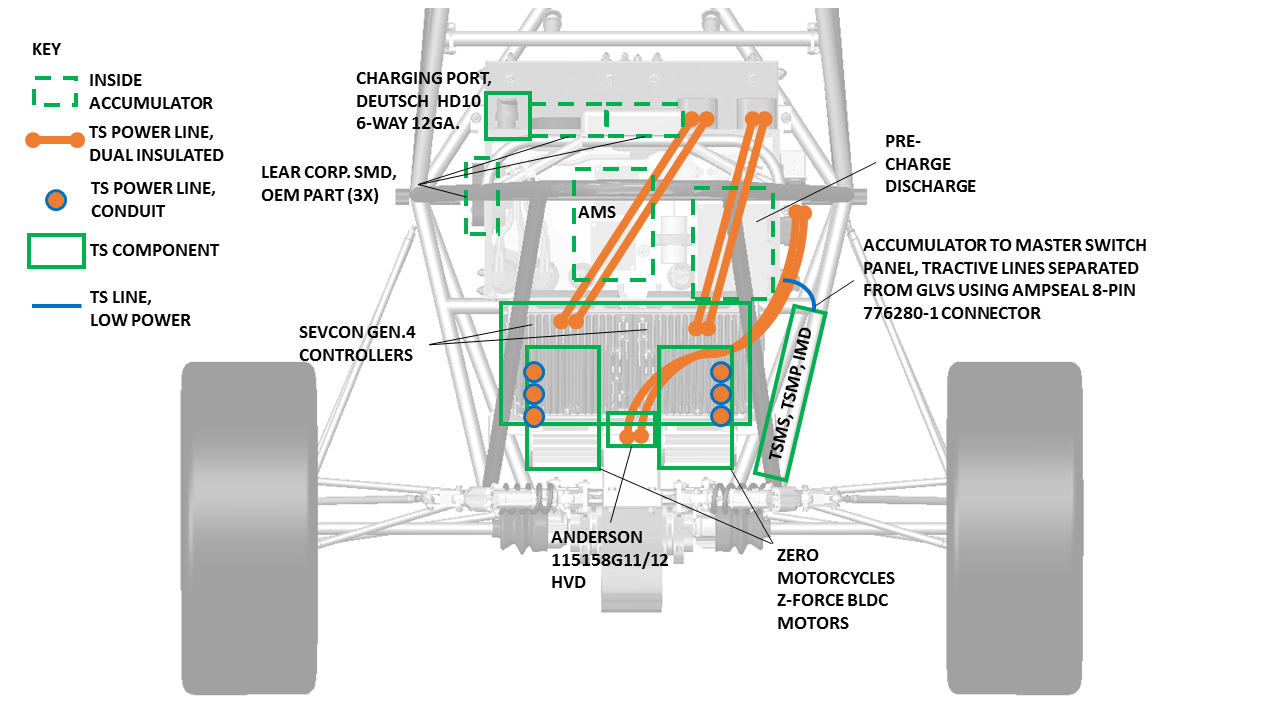 KEY
INSIDE
ACCUMULATOR
TS POWER LINE,
DUAL INSULATED
TS POWER LINE,
CONDUIT
TS COMPONENT
TS LINE,
LOW POWER
CHARGING PORT,
DEUTSCH HD10
6-WAY 12GA.
LEAR CORP. SMD,
OEM PART (3X)
AMS
PRE-
CHARGE
DISCHARGE
ACCUMULATOR TO MASTER SWITCH
PANEL, TRACTIVE LINES SEPARATED
FROM GLVS USING AMPSEAL 8-PIN
776280-1 CONNECTOR
SEVCON GEN.4
CONTROLLERS
TSMS, TSMP, IMD
ANDERSON
115158G11/12
HVD
ZERO
MOTORCYCLES
Z-FORCE BLDC
MOTORS